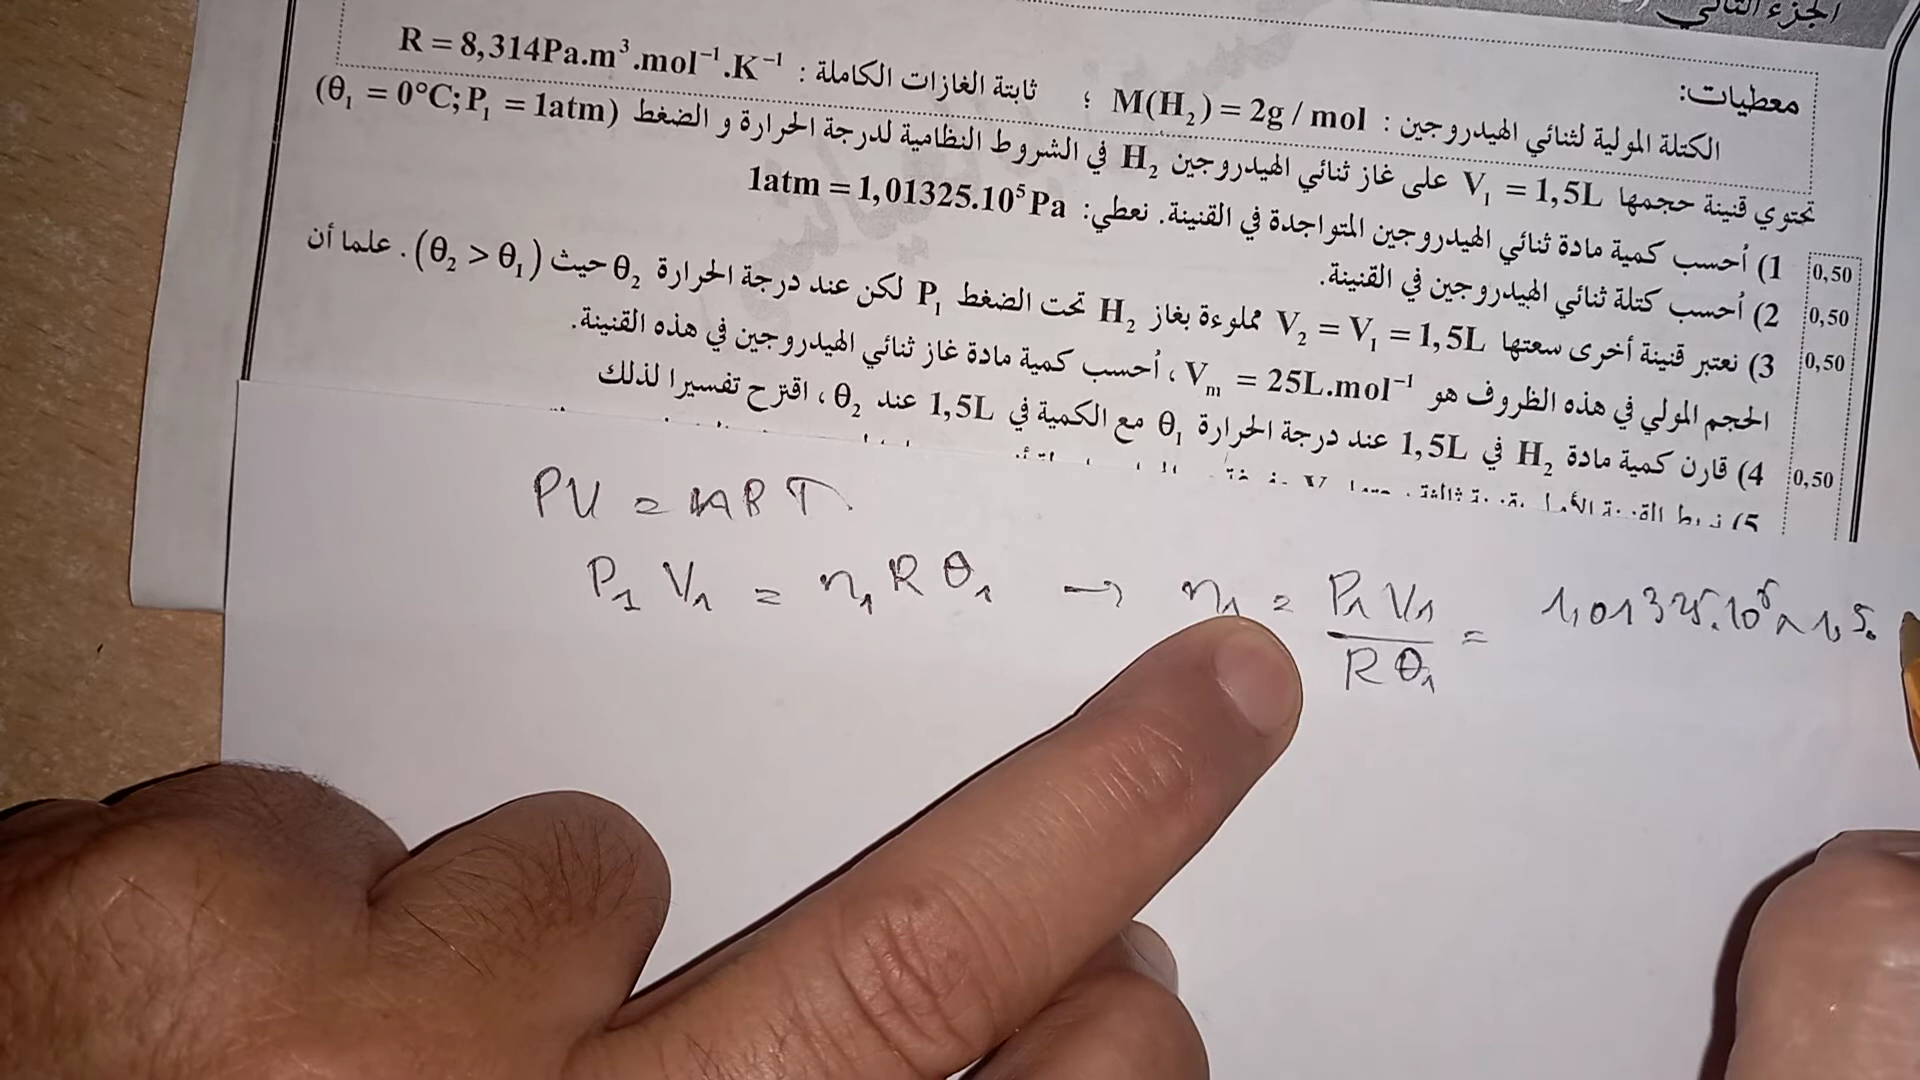 الجزء الثاني
معطيات:
الكتلة المولية لثنائي الهيدروجين : M(H₂) = 2g / mol ؛ ثابتة الغازات الكاملة : R = 8,314Pa.m³.mol⁻¹.K⁻¹
تحتوي قنينة حجمها V₁ = 1,5L على غاز ثنائي الهيدروجين H₂ في الشروط النظامية لدرجة الحرارة و الضغط (θ₁ = 0°C; P₁ = 1atm)
0,50 1) أحسب كمية مادة ثنائي الهيدروجين المتواجدة في القنينة. نعطي: 1atm = 1,01325.10⁵ Pa
0,50 2) أحسب كتلة ثنائي الهيدروجين في القنينة.
0,50 3) نعتبر قنينة أخرى سعتها V₂ = V₁ = 1,5L مملوءة بغاز H₂ تحت الضغط P₁ لكن عند درجة الحرارة θ₂ حيث (θ₂ > θ₁) . علما أن
الحجم المولي في هذه الظروف هو Vₘ = 25L.mol⁻¹ ، أحسب كمية مادة غاز ثنائي الهيدروجين في هذه القنينة.
0,50 4) قارن كمية مادة H₂ في 1,5L عند درجة الحرارة θ₁ مع الكمية في 1,5L عند θ₂ ، اقترح تفسيرا لذلك
5)
PV = nRT
P₁ V₁ = n₁ R θ₁ → n₁ = P₁ V₁ / R θ₁ = 1,01325.10⁵ × 1,5.